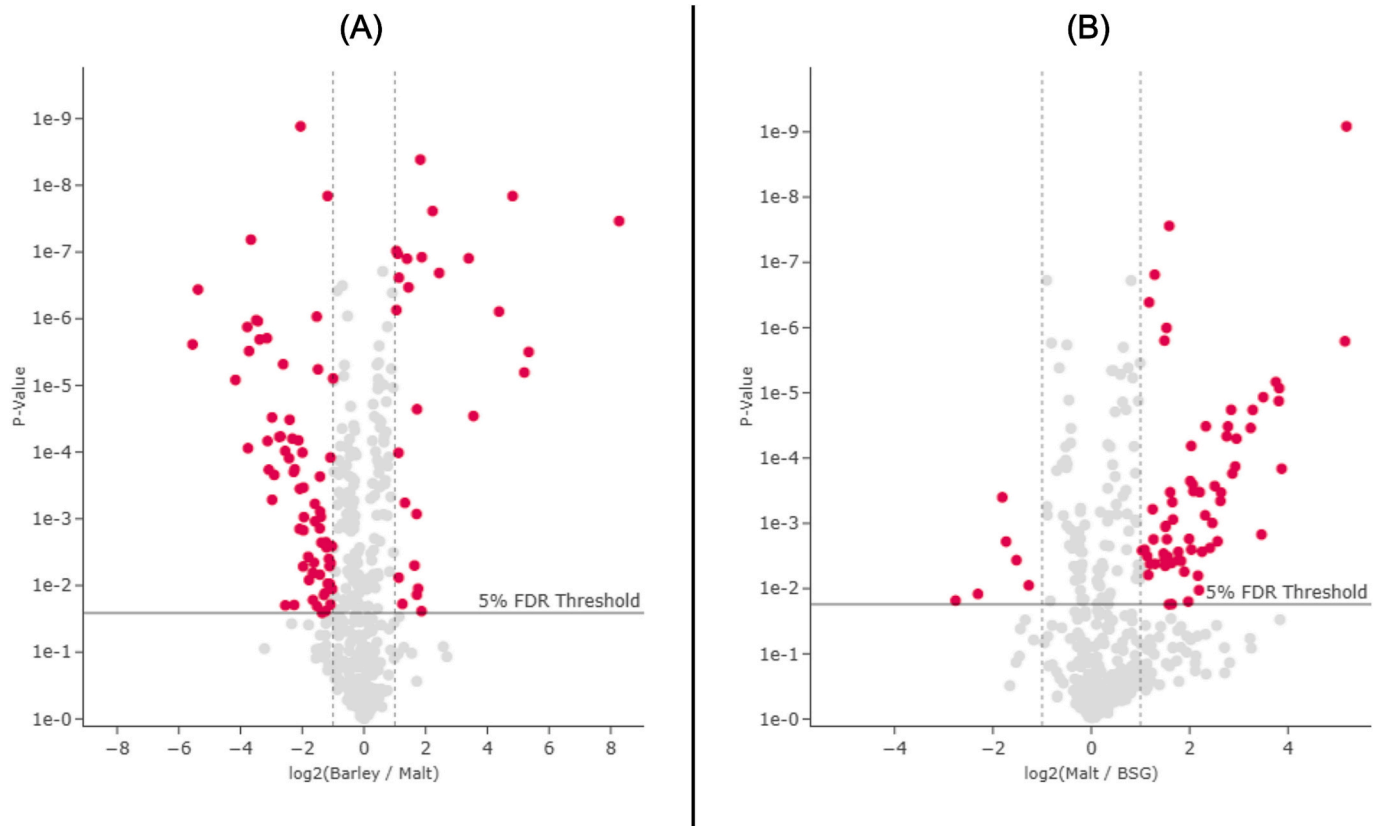 (A)
1e-9
1e-8
1e-7
1e-6
1e-5
1e-4
1e-3
1e-2
1e-1
1e-0
P-Value
5% FDR Threshold
−8 −6 −4 −2 0 2 4 6 8
log2(Barley / Malt)
(B)
1e-9
1e-8
1e-7
1e-6
1e-5
1e-4
1e-3
1e-2
1e-1
1e-0
P-Value
5% FDR Threshold
−4 −2 0 2 4
log2(Malt / BSG)